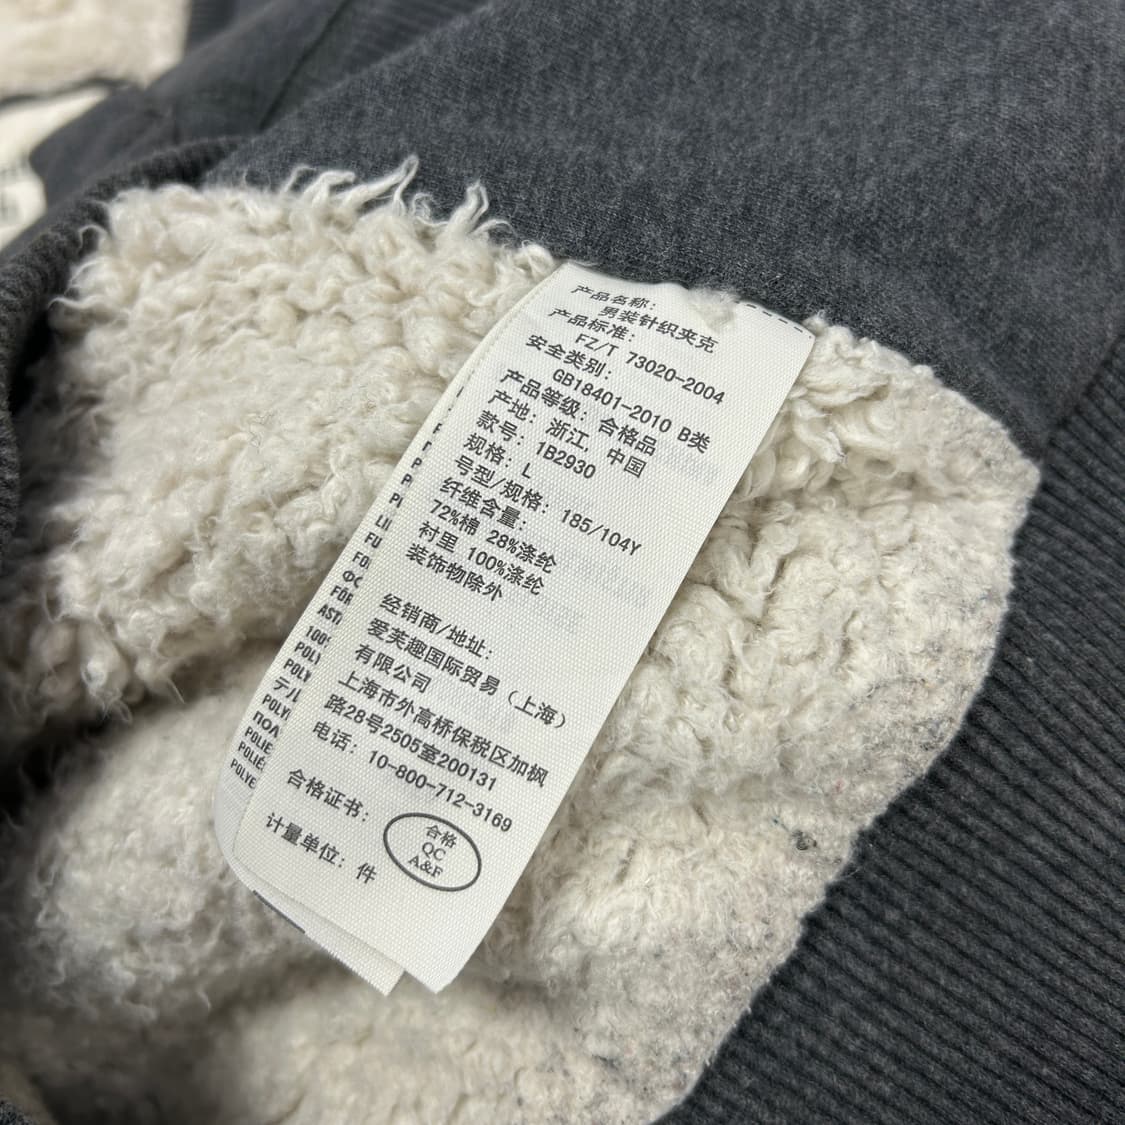 产品名称:
男装针织夹克
产品标准:
FZ/T 73020-2004
安全类别:
GB18401-2010 B类
产品等级: 合格品
产地: 浙江, 中国
款号: 1B2930
规格: L
号型/规格: 185/104Y
纤维含量:
72%棉 28%涤纶
衬里 100%涤纶
装饰物除外
经销商/地址:
爱芙趣国际贸易 (上海)
有限公司
上海市外高桥保税区加枫
路28号2505室200131
电话: 10-800-712-3169
合格证书:
合格
QC
A&F
计量单位: 件